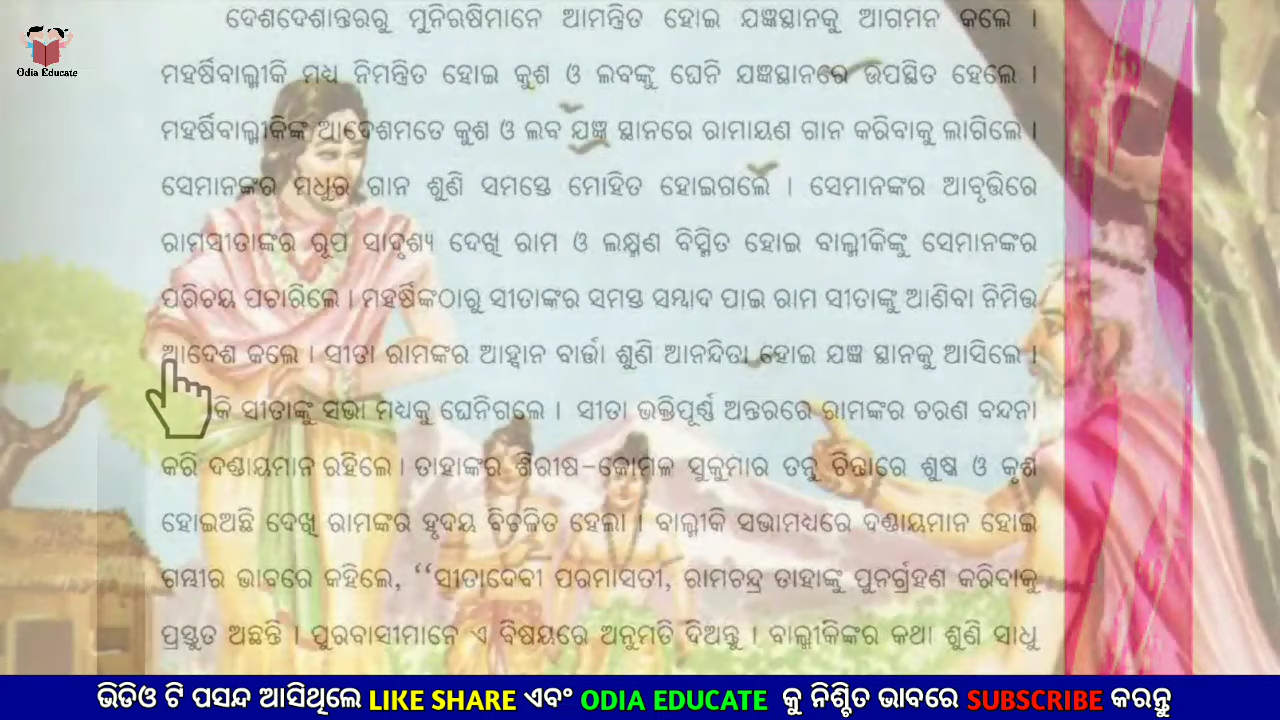 Odia Educate
ଦେଶଦେଶାନ୍ତରରୁ ମୁନିଋଷିମାନେ ଆମନ୍ତ୍ରିତ ହୋଇ ଯଜ୍ଞସ୍ଥାନକୁ ଆଗମନ କଲେ ।
ମହର୍ଷିବାଲ୍ମୀକି ମଧ୍ୟ ନିମନ୍ତ୍ରିତ ହୋଇ କୁଶ ଓ ଲବଙ୍କୁ ଘେନି ଯଜ୍ଞସ୍ଥାନରେ ଉପସ୍ଥିତ ହେଲେ ।
ମହର୍ଷିବାଲ୍ମୀକିଙ୍କ ଆଦେଶମତେ କୁଶ ଓ ଲବ ଯଜ୍ଞ ସ୍ଥାନରେ ରାମାୟଣ ଗାନ କରିବାକୁ ଲାଗିଲେ ।
ସେମାନଙ୍କର ମଧୁର ଗାନ ଶୁଣି ସମସ୍ତେ ମୋହିତ ହୋଇଗଲେ । ସେମାନଙ୍କର ଆବୃତ୍ତିରେ
ରାମସୀତାଙ୍କର ରୂପ ସାଦୃଶ୍ୟ ଦେଖି ରାମ ଓ ଲକ୍ଷ୍ମଣ ବିସ୍ମିତ ହୋଇ ବାଲ୍ମୀକିଙ୍କୁ ସେମାନଙ୍କର
ପରିଚୟ ପଚାରିଲେ । ମହର୍ଷିଙ୍କଠାରୁ ସୀତାଙ୍କର ସମସ୍ତ ସମ୍ବାଦ ପାଇ ରାମ ସୀତାଙ୍କୁ ଆଣିବା ନିମିତ୍ତ
ଆଦେଶ କଲେ । ସୀତା ରାମଙ୍କର ଆହ୍ୱାନ ବାର୍ତ୍ତା ଶୁଣି ଆନନ୍ଦିତା ହୋଇ ଯଜ୍ଞ ସ୍ଥାନକୁ ଆସିଲେ ।
କି ସୀତାଙ୍କୁ ସଭା ମଧ୍ୟକୁ ଘେନିଗଲେ । ସୀତା ଭକ୍ତିପୂର୍ଣ୍ଣ ଅନ୍ତରରେ ରାମଙ୍କର ଚରଣ ବନ୍ଦନା
କରି ଦଣ୍ଡାୟମାନ ରହିଲେ । ତାହାଙ୍କର ଶିରୀଷ-କୋମଳ ସୁକୁମାର ତନୁ ଚିନ୍ତାରେ ଶୁଷ୍କ ଓ କୃଶ
ହୋଇଅଛି ଦେଖି ରାମଙ୍କର ହୃଦୟ ବିଚଳିତ ହେଲା । ବାଲ୍ମୀକି ସଭାମଧ୍ୟରେ ଦଣ୍ଡାୟମାନ ହୋଇ
ଗମ୍ଭୀର ଭାବରେ କହିଲେ, “ସୀତାଦେବୀ ପରମାସତୀ, ରାମଚନ୍ଦ୍ର ତାହାଙ୍କୁ ପୁନର୍ଗ୍ରହଣ କରିବାକୁ
ପ୍ରସ୍ତୁତ ଅଛନ୍ତି । ପୁରବାସୀମାନେ ଏ ବିଷୟରେ ଅନୁମତି ଦିଅନ୍ତୁ । ବାଲ୍ମୀକିଙ୍କର କଥା ଶୁଣି ସାଧୁ
ଭିଡିଓ ଟି ପସନ୍ଦ ଆସିଥିଲେ LIKE SHARE ଏବଂ ODIA EDUCATE କୁ ନିଶ୍ଚିତ ଭାବରେ SUBSCRIBE କରନ୍ତୁ